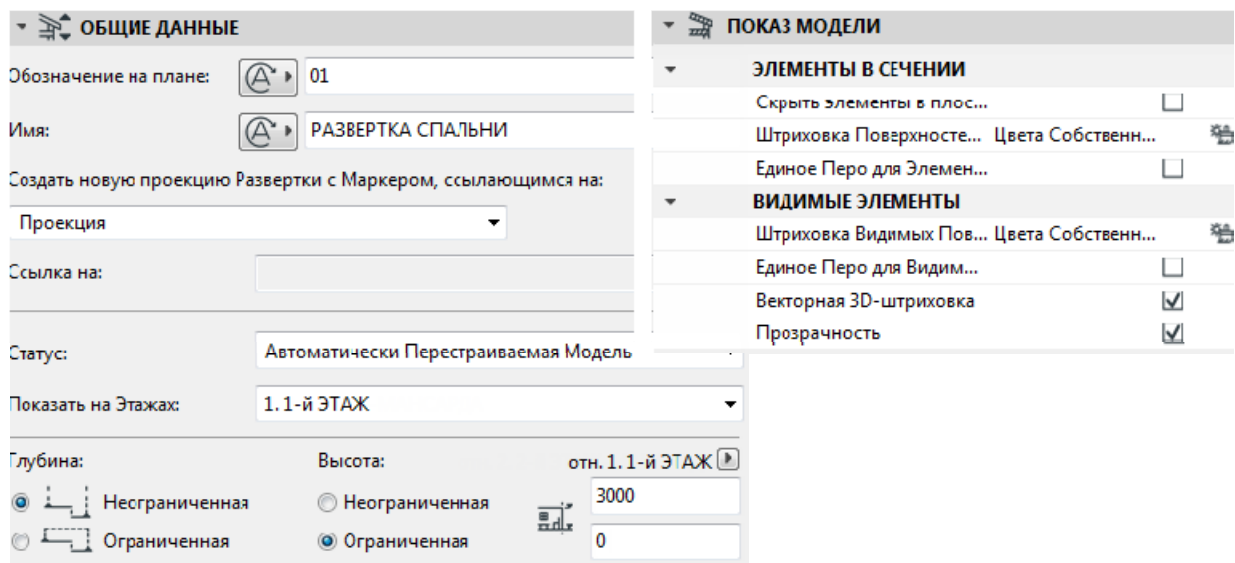 ОБЩИЕ ДАННЫЕ
Обозначение на плане: 01
Имя: РАЗВЕРТКА СПАЛЬНИ
Создать новую проекцию Развертки с Маркером, ссылающимся на:
Проекция
Ссылка на:
Статус: Автоматически Перестраиваемая Модель
Показать на Этажах: 1. 1-й ЭТАЖ
Глубина: Высота: отн. 1. 1-й ЭТАЖ
Неограниченная Неограниченная 3000
Ограниченная Ограниченная 0
ПОКАЗ МОДЕЛИ
ЭЛЕМЕНТЫ В СЕЧЕНИИ
Скрыть элементы в плос...
Штриховка Поверхносте... Цвета Собственн...
Единое Перо для Элемен...
ВИДИМЫЕ ЭЛЕМЕНТЫ
Штриховка Видимых Пов... Цвета Собственн...
Единое Перо для Видим...
Векторная 3D-штриховка
Прозрачность